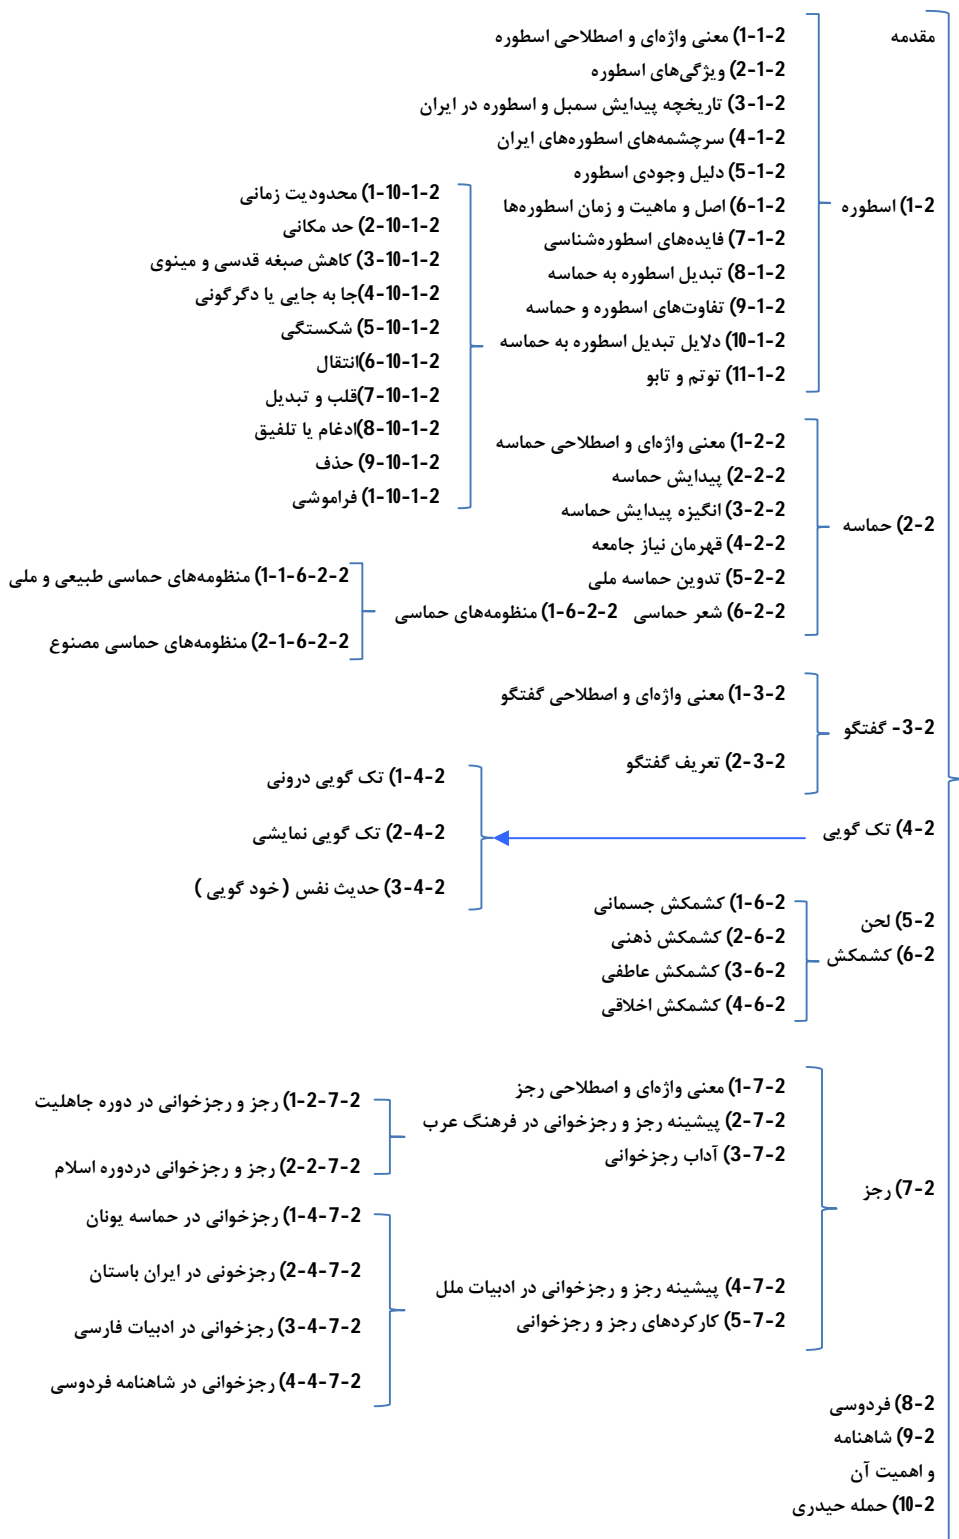 مقدمه
2-1) اسطوره
2-1-1) معنی واژه‌ای و اصطلاحی اسطوره
2-1-2) ویژگی‌های اسطوره
2-1-3) تاریخچه پیدایش سمبل و اسطوره در ایران
2-1-4) سرچشمه‌های اسطوره‌های ایران
2-1-5) دلیل وجودی اسطوره
2-1-6) اصل و ماهیت و زمان اسطوره‌ها
2-1-7) فایده‌های اسطوره‌شناسی
2-1-8) تبدیل اسطوره به حماسه
2-1-9) تفاوت‌های اسطوره و حماسه
2-1-10) دلایل تبدیل اسطوره به حماسه
2-1-11) توتم و تابو
2-1-10-1) محدودیت زمانی
2-1-10-2) حد مکانی
2-1-10-3) کاهش صبغه قدسی و مینوی
2-1-10-4)جا به جایی یا دگرگونی
2-1-10-5) شکستگی
2-1-10-6)انتقال
2-1-10-7)قلب و تبدیل
2-1-10-8)ادغام یا تلفیق
2-1-10-9) حذف
2-1-10-1) فراموشی
2-2) حماسه
2-2-1) معنی واژه‌ای و اصطلاحی حماسه
2-2-2) پیدایش حماسه
2-2-3) انگیزه پیدایش حماسه
2-2-4) قهرمان نیاز جامعه
2-2-5) تدوین حماسه ملی
2-2-6) شعر حماسی 2-2-6-1) منظومه‌های حماسی
2-2-6-1-1) منظومه‌های حماسی طبیعی و ملی
2-2-6-1-2) منظومه‌های حماسی مصنوع
2-3- گفتگو
2-3-1) معنی واژه‌ای و اصطلاحی گفتگو
2-3-2) تعریف گفتگو
2-4) تک گویی
2-4-1) تک گویی درونی
2-4-2) تک گویی نمایشی
2-4-3) حدیث نفس ( خود گویی )
2-5) لحن
2-6) کشمکش
2-6-1) کشمکش جسمانی
2-6-2) کشمکش ذهنی
2-6-3) کشمکش عاطفی
2-6-4) کشمکش اخلاقی
2-7) رجز
2-7-1) معنی واژه‌ای و اصطلاحی رجز
2-7-2) پیشینه رجز و رجزخوانی در فرهنگ عرب
2-7-3) آداب رجزخوانی
2-7-2-1) رجز و رجزخوانی در دوره جاهلیت
2-7-2-2) رجز و رجزخوانی دردوره اسلام
2-7-4) پیشینه رجز و رجزخوانی در ادبیات ملل
2-7-5) کارکردهای رجز و رجزخوانی
2-7-4-1) رجزخوانی در حماسه یونان
2-7-4-2) رجزخونی در ایران باستان
2-7-4-3) رجزخوانی در ادبیات فارسی
2-7-4-4) رجزخوانی در شاهنامه فردوسی
2-8) فردوسی
2-9) شاهنامه
و اهمیت آن
2-10) حمله حیدری